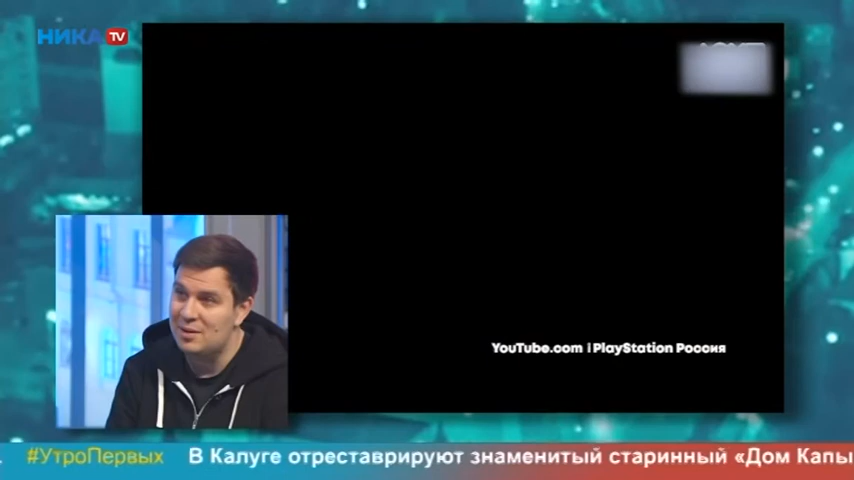 НИКА TV
YouTube.com | PlayStation Россия
#УтроПервых В Калуге отреставрируют знаменитый старинный «Дом Капы